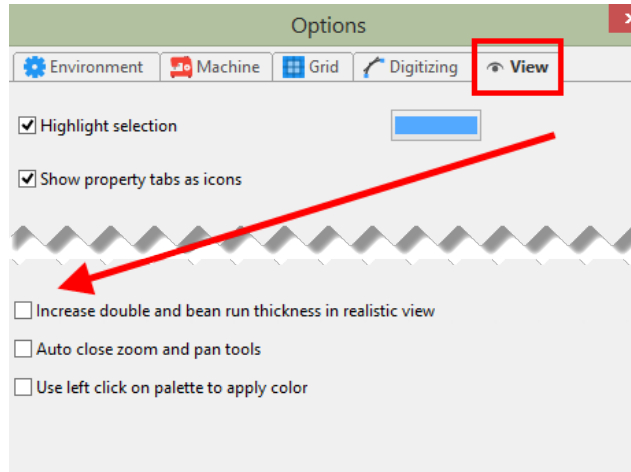 Options
Environment Machine Grid Digitizing View
Highlight selection
Show property tabs as icons
Increase double and bean run thickness in realistic view
Auto close zoom and pan tools
Use left click on palette to apply color